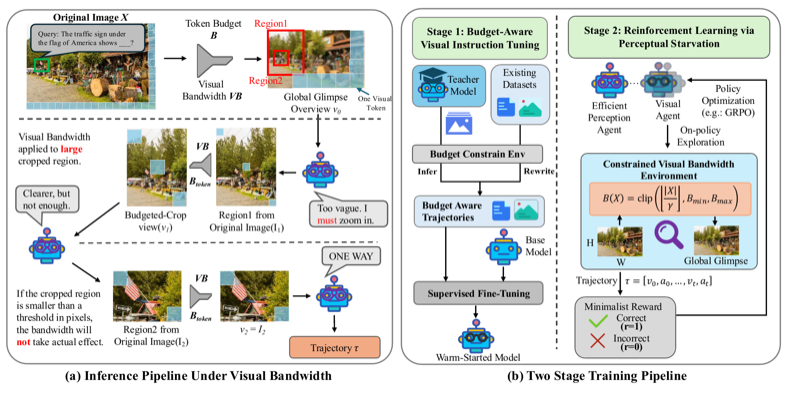 Original Image X
Query: The traffic sign under
the flag of America shows ___?
Token Budget
B
Visual
Bandwidth VB
Region1
Region2
One Visual
Token
Global Glimpse
Overview v0
Visual Bandwidth
applied to large
cropped region.
VB
Btoken
Budgeted-Crop
view(v1)
Region1 from
Original Image(I1)
Too vague. I
must zoom in.
Clearer, but
not enough.
If the cropped region
is smaller than a
threshold in pixels,
the bandwidth will
not take actual effect.
VB
Btoken
Region2 from
Original Image(I2)
v2 = I2
ONE WAY
Trajectory τ
(a) Inference Pipeline Under Visual Bandwidth
Stage 1: Budget-Aware
Visual Instruction Tuning
Teacher
Model
Existing
Datasets
Budget Constrain Env
Infer
Rewrite
Budget Aware
Trajectories
Base
Model
Supervised Fine-Tuning
Warm-Started Model
Stage 2: Reinforcement Learning via
Perceptual Starvation
Efficient
Perception
Agent
Visual
Agent
Policy
Optimization
(e.g.: GRPO)
On-policy
Exploration
Constrained Visual Bandwidth
Environment
B(X) = clip(⌊|X|/γ⌋, Bmin, Bmax)
H
W
Global Glimpse
Trajectory τ = [v0, a0, ..., vt, at]
Minimalist Reward
Correct
(r=1)
Incorrect
(r=0)
(b) Two Stage Training Pipeline